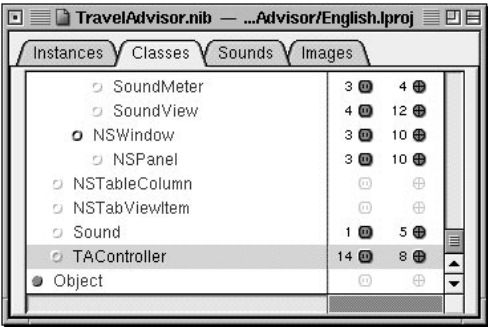 TravelAdvisor.nib — ...Advisor/English.lproj
Instances Classes Sounds Images
SoundMeter 3 4
SoundView 4 12
NSWindow 3 10
NSPanel 3 10
NSTableColumn
NSTabViewItem
Sound 1 5
TAController 14 8
Object